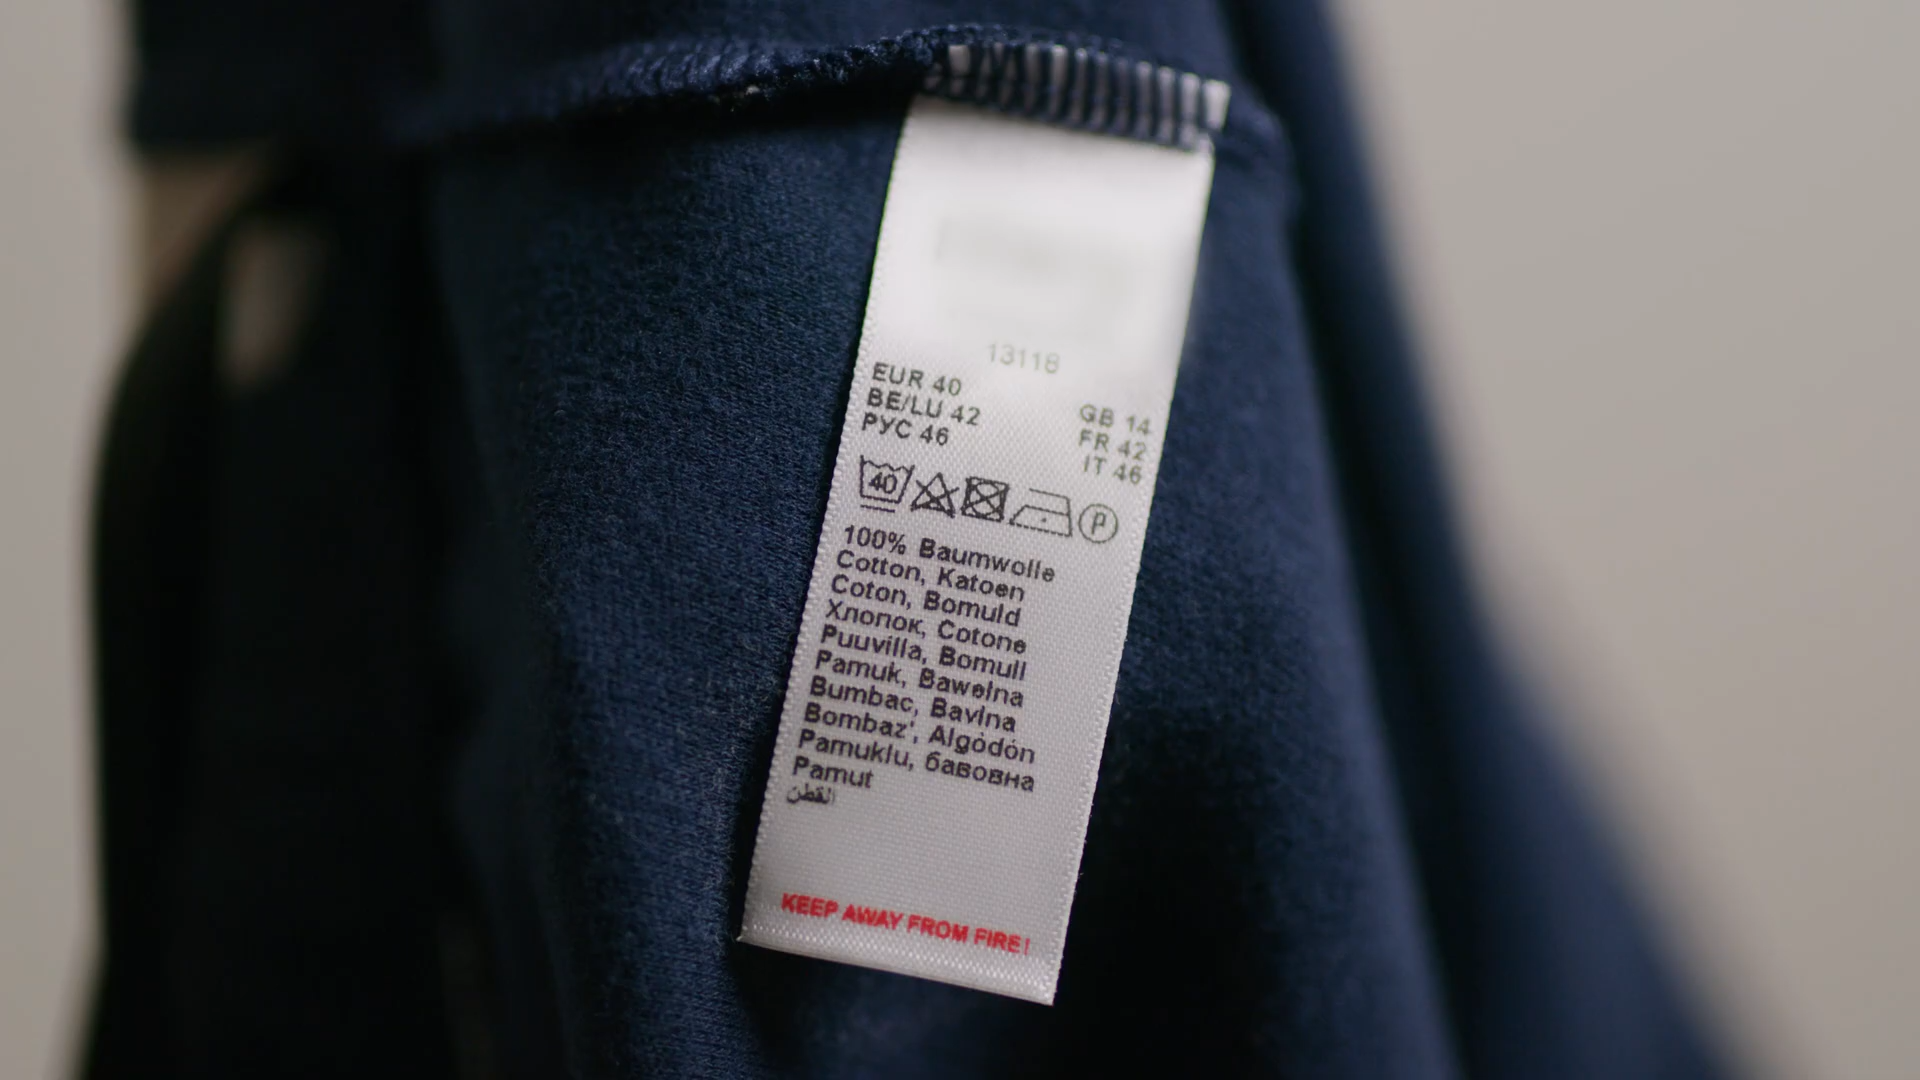 13118
EUR 40
BE/LU 42
РУС 46
GB 14
FR 42
IT 46
40
P
100% Baumwolle
Cotton, Katoen
Coton, Bomuld
Хлопок, Cotone
Puuvilla, Bomull
Pamuk, Bawełna
Bumbac, Bavlna
Bombaz', Algòdón
Pamuklu, бавовна
Pamut
القطن
KEEP AWAY FROM FIRE!